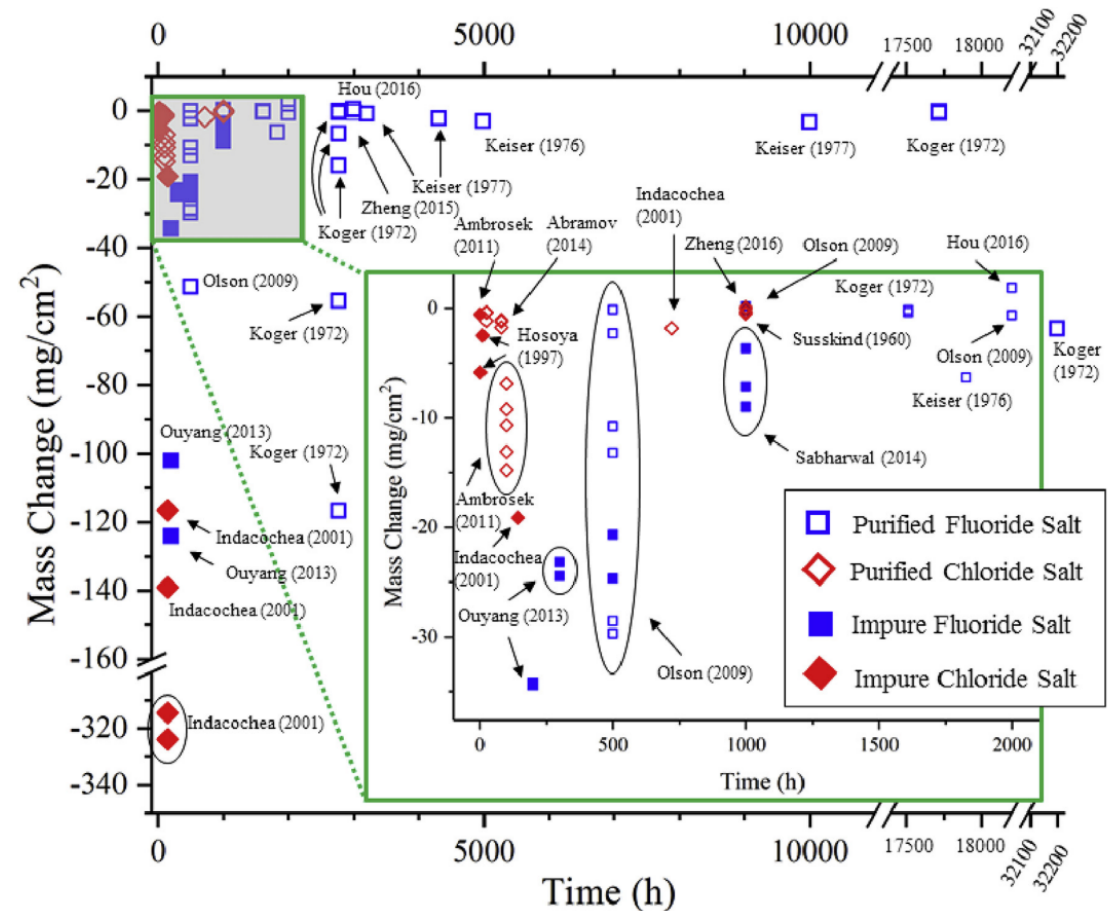 0
5000
10000
17500
18000
32100
32200
0
-20
-40
-60
-80
-100
-120
-140
-160
-320
-340
Mass Change (mg/cm²)
Hou (2016)
Keiser (1976)
Keiser (1977)
Koger (1972)
Keiser (1977)
Zheng (2015)
Koger (1972)
Olson (2009)
Koger (1972)
Ouyang (2013)
Koger (1972)
Indacochea (2001)
Ouyang (2013)
Indacochea (2001)
Indacochea (2001)
Koger
(1972)
Ambrosek
(2011)
Abramov
(2014)
Indacochea
(2001)
Zheng (2016)
Olson (2009)
Hou (2016)
Koger (1972)
Hosoya
(1997)
Susskind (1960)
Olson
(2009)
Keiser (1976)
Sabharwal (2014)
Ambrosek
(2011)
Indacochea
(2001)
Ouyang (2013)
Olson (2009)
0
-10
-20
-30
Mass Change (mg/cm²)
0
500
1000
1500
2000
Time (h)
Purified Fluoride Salt
Purified Chloride Salt
Impure Fluoride Salt
Impure Chloride Salt
0
5000
10000
17500
18000
32100
32200
Time (h)